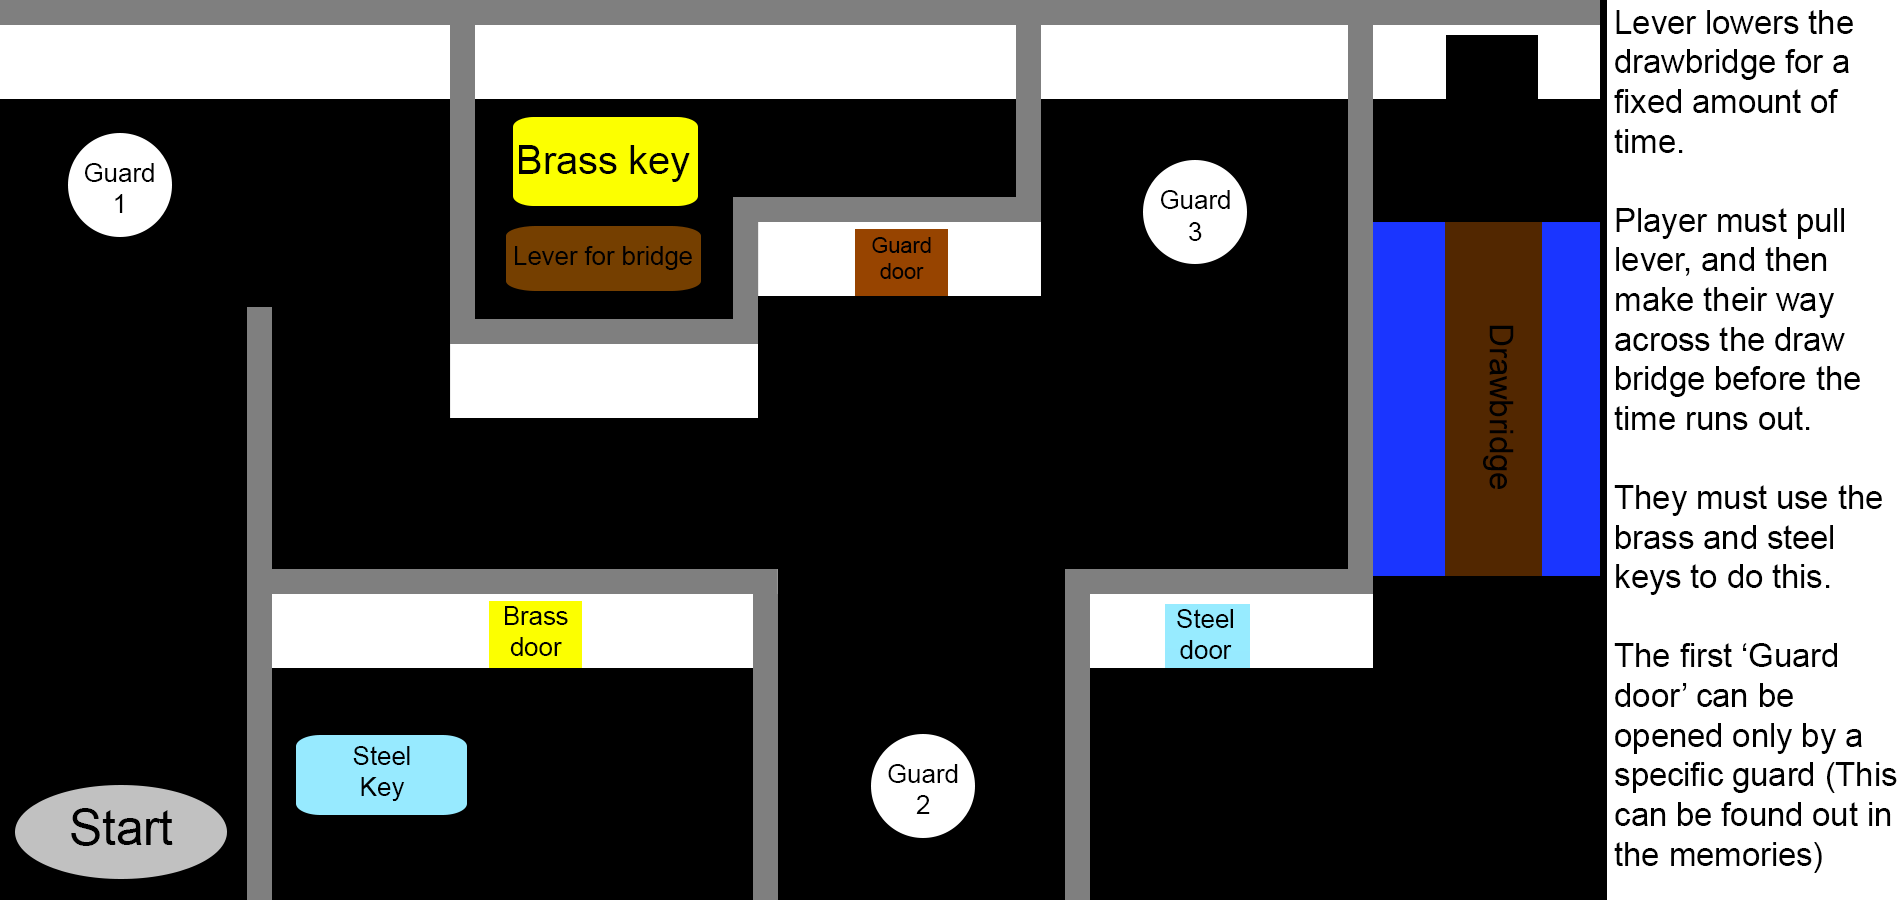 Guard
1
Brass key
Lever for bridge
Guard
door
Guard
3
Drawbridge
Brass
door
Steel
door
Steel
Key
Guard
2
Start
Lever lowers the
drawbridge for a
fixed amount of
time.
Player must pull
lever, and then
make their way
across the draw
bridge before the
time runs out.
They must use the
brass and steel
keys to do this.
The first ‘Guard
door’ can be
opened only by a
specific guard (This
can be found out in
the memories)